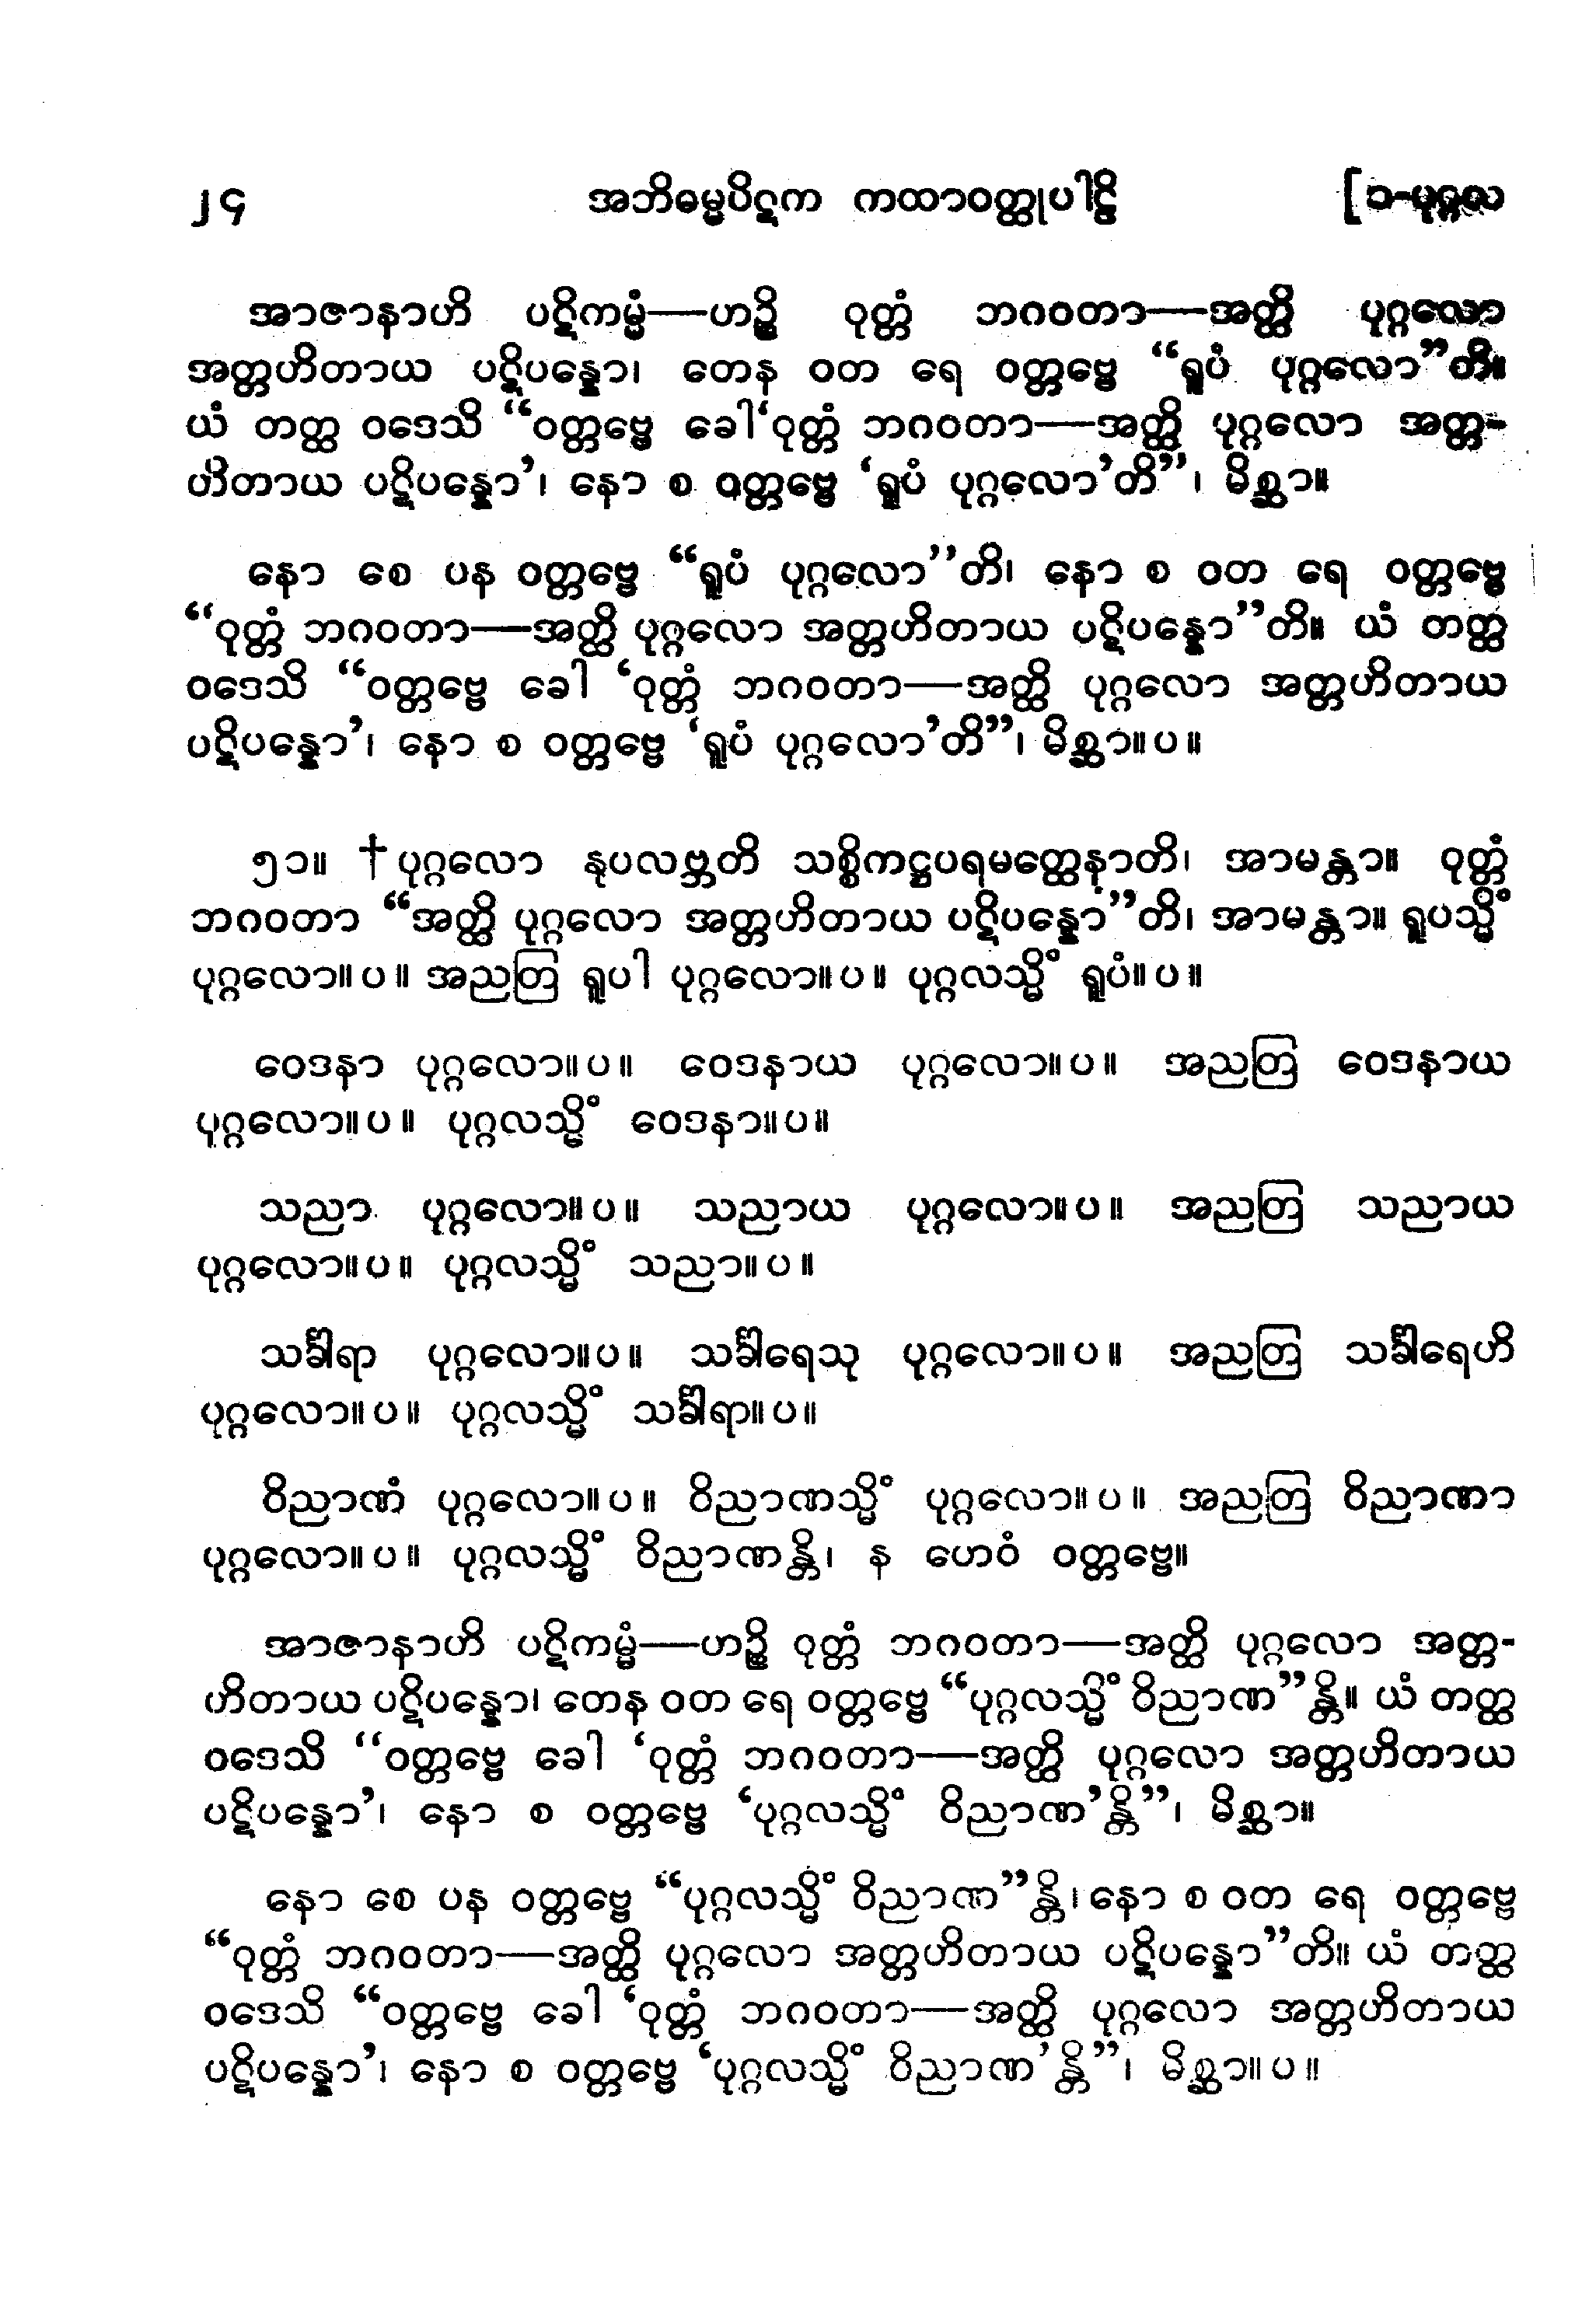 ၂၄ အဘိဓမ္မပိဋက ကထာဝတ္ထုပါဠိ [၁-ပုဂ္ဂလ
အာဇာနာဟိ ပဋိကမ္မံ—ဟဉ္စိ ဝုတ္တံ ဘဂဝတာ—အတ္ထိ ပုဂ္ဂလော
အတ္တဟိတာယ ပဋိပန္နော၊ တေန ဝတ ရေ ဝတ္တဗ္ဗေ “ရူပံ ပုဂ္ဂလော”တိ။
ယံ တတ္ထ ဝဒေသိ “ဝတ္တဗ္ဗေ ခေါ ‘ဝုတ္တံ ဘဂဝတာ—အတ္ထိ ပုဂ္ဂလော အတ္တ-
ဟိတာယ ပဋိပန္နော’၊ နော စ ဝတ္တဗ္ဗေ ‘ရူပံ ပုဂ္ဂလော’တိ”၊ မိစ္ဆာ။
နော စေ ပန ဝတ္တဗ္ဗေ “ရူပံ ပုဂ္ဂလော”တိ၊ နော စ ဝတ ရေ ဝတ္တဗ္ဗေ
“ဝုတ္တံ ဘဂဝတာ—အတ္ထိ ပုဂ္ဂလော အတ္တဟိတာယ ပဋိပန္နော”တိ။ ယံ တတ္ထ
ဝဒေသိ “ဝတ္တဗ္ဗေ ခေါ ‘ဝုတ္တံ ဘဂဝတာ—အတ္ထိ ပုဂ္ဂလော အတ္တဟိတာယ
ပဋိပန္နော’၊ နော စ ဝတ္တဗ္ဗေ ‘ရူပံ ပုဂ္ဂလော’တိ”၊ မိစ္ဆာ။ပ။
၅၁။ †ပုဂ္ဂလော နုပလဗ္ဘတိ သစ္စိကဋ္ဌပရမတ္ထေနာတိ၊ အာမန္တာ။ ဝုတ္တံ
ဘဂဝတာ “အတ္ထိ ပုဂ္ဂလော အတ္တဟိတာယ ပဋိပန္နော”တိ၊ အာမန္တာ။ ရူပသ္မိံ
ပုဂ္ဂလော။ပ။ အညတြ ရူပါ ပုဂ္ဂလော။ပ။ ပုဂ္ဂလသ္မိံ ရူပံ။ပ။
ဝေဒနာ ပုဂ္ဂလော။ပ။ ဝေဒနာယ ပုဂ္ဂလော။ပ။ အညတြ ဝေဒနာယ
ပုဂ္ဂလော။ပ။ ပုဂ္ဂလသ္မိံ ဝေဒနာ။ပ။
သညာ ပုဂ္ဂလော။ပ။ သညာယ ပုဂ္ဂလော။ပ။ အညတြ သညာယ
ပုဂ္ဂလော။ပ။ ပုဂ္ဂလသ္မိံ သညာ။ပ။
သင်္ခါရာ ပုဂ္ဂလော။ပ။ သင်္ခါရေသု ပုဂ္ဂလော။ပ။ အညတြ သင်္ခါရေဟိ
ပုဂ္ဂလော။ပ။ ပုဂ္ဂလသ္မိံ သင်္ခါရာ။ပ။
ဝိညာဏံ ပုဂ္ဂလော။ပ။ ဝိညာဏသ္မိံ ပုဂ္ဂလော။ပ။ အညတြ ဝိညာဏာ
ပုဂ္ဂလော။ပ။ ပုဂ္ဂလသ္မိံ ဝိညာဏန္တိ၊ န ဟေဝံ ဝတ္တဗ္ဗေ။
အာဇာနာဟိ ပဋိကမ္မံ—ဟဉ္စိ ဝုတ္တံ ဘဂဝတာ—အတ္ထိ ပုဂ္ဂလော အတ္တ-
ဟိတာယ ပဋိပန္နော၊ တေန ဝတ ရေ ဝတ္တဗ္ဗေ “ပုဂ္ဂလသ္မိံ ဝိညာဏ”န္တိ။ ယံ တတ္ထ
ဝဒေသိ “ဝတ္တဗ္ဗေ ခေါ ‘ဝုတ္တံ ဘဂဝတာ—အတ္ထိ ပုဂ္ဂလော အတ္တဟိတာယ
ပဋိပန္နော’၊ နော စ ဝတ္တဗ္ဗေ ‘ပုဂ္ဂလသ္မိံ ဝိညာဏ’န္တိ”၊ မိစ္ဆာ။
နော စေ ပန ဝတ္တဗ္ဗေ “ပုဂ္ဂလသ္မိံ ဝိညာဏ”န္တိ၊ နော စ ဝတ ရေ ဝတ္တဗ္ဗေ
“ဝုတ္တံ ဘဂဝတာ—အတ္ထိ ပုဂ္ဂလော အတ္တဟိတာယ ပဋိပန္နော”တိ။ ယံ တတ္ထ
ဝဒေသိ “ဝတ္တဗ္ဗေ ခေါ ‘ဝုတ္တံ ဘဂဝတာ—အတ္ထိ ပုဂ္ဂလော အတ္တဟိတာယ
ပဋိပန္နော’၊ နော စ ဝတ္တဗ္ဗေ ‘ပုဂ္ဂလသ္မိံ ဝိညာဏ’န္တိ”၊ မိစ္ဆာ။ပ။